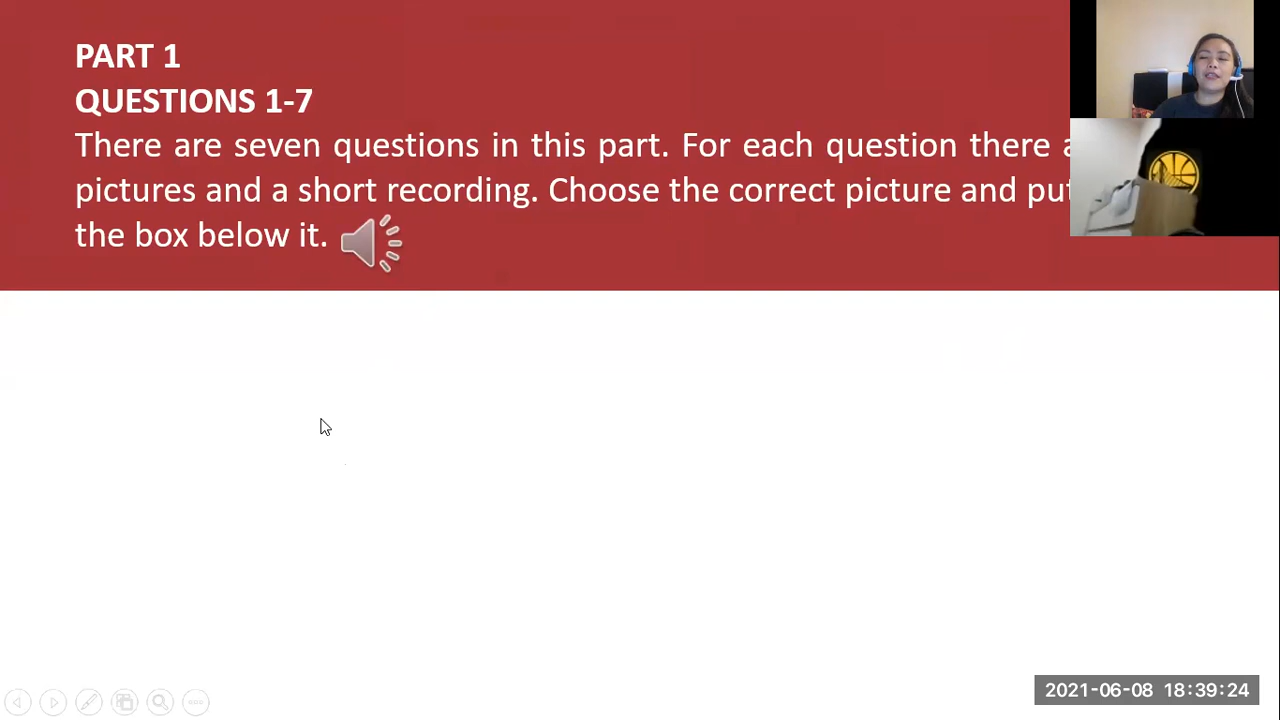 PART 1
QUESTIONS 1-7
There are seven questions in this part. For each question there
pictures and a short recording. Choose the correct picture and put
the box below it.
2021-06-08 18:39:24